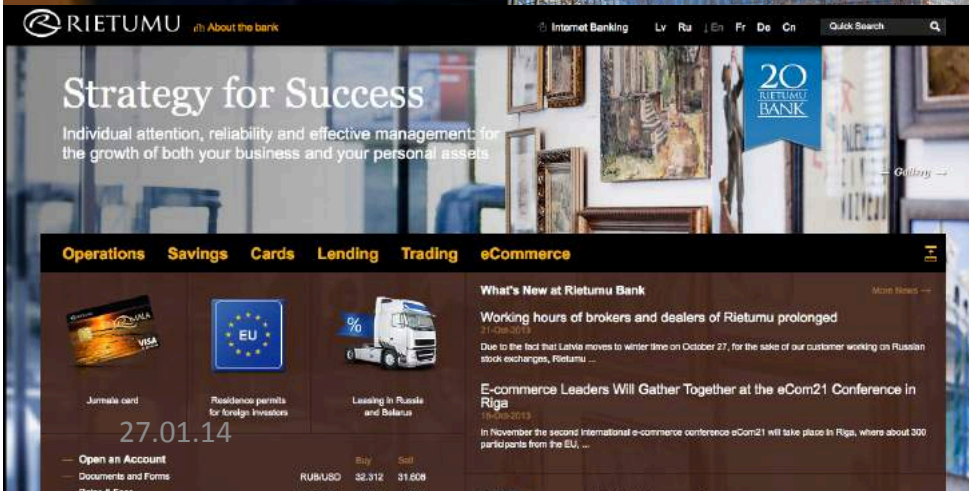 RIETUMU About the bank
Internet Banking Lv Ru En Fr De Cn Quick Search
Strategy for Success
Individual attention, reliability and effective management: for
the growth of both your business and your personal assets
20
RIETUMU
BANK
← Gallery →
Operations Savings Cards Lending Trading eCommerce
EU
%
VISA
Jurmala card
Residence permits
for foreign investors
Leasing in Russia
and Belarus
What's New at Rietumu Bank More News →
Working hours of brokers and dealers of Rietumu prolonged
21-Oct-2013
Due to the fact that Latvia moves to winter time on October 27, for the sake of our customer working on Russian
stock exchanges, Rietumu ...
E-commerce Leaders Will Gather Together at the eCom21 Conference in
Riga
In November the second international e-commerce conference eCom21 will take place in Riga, where about 300
participants from the EU, ...
27.01.14
— Open an Account Buy Sell
— Documents and Forms RUB/USD 32.312 31.608